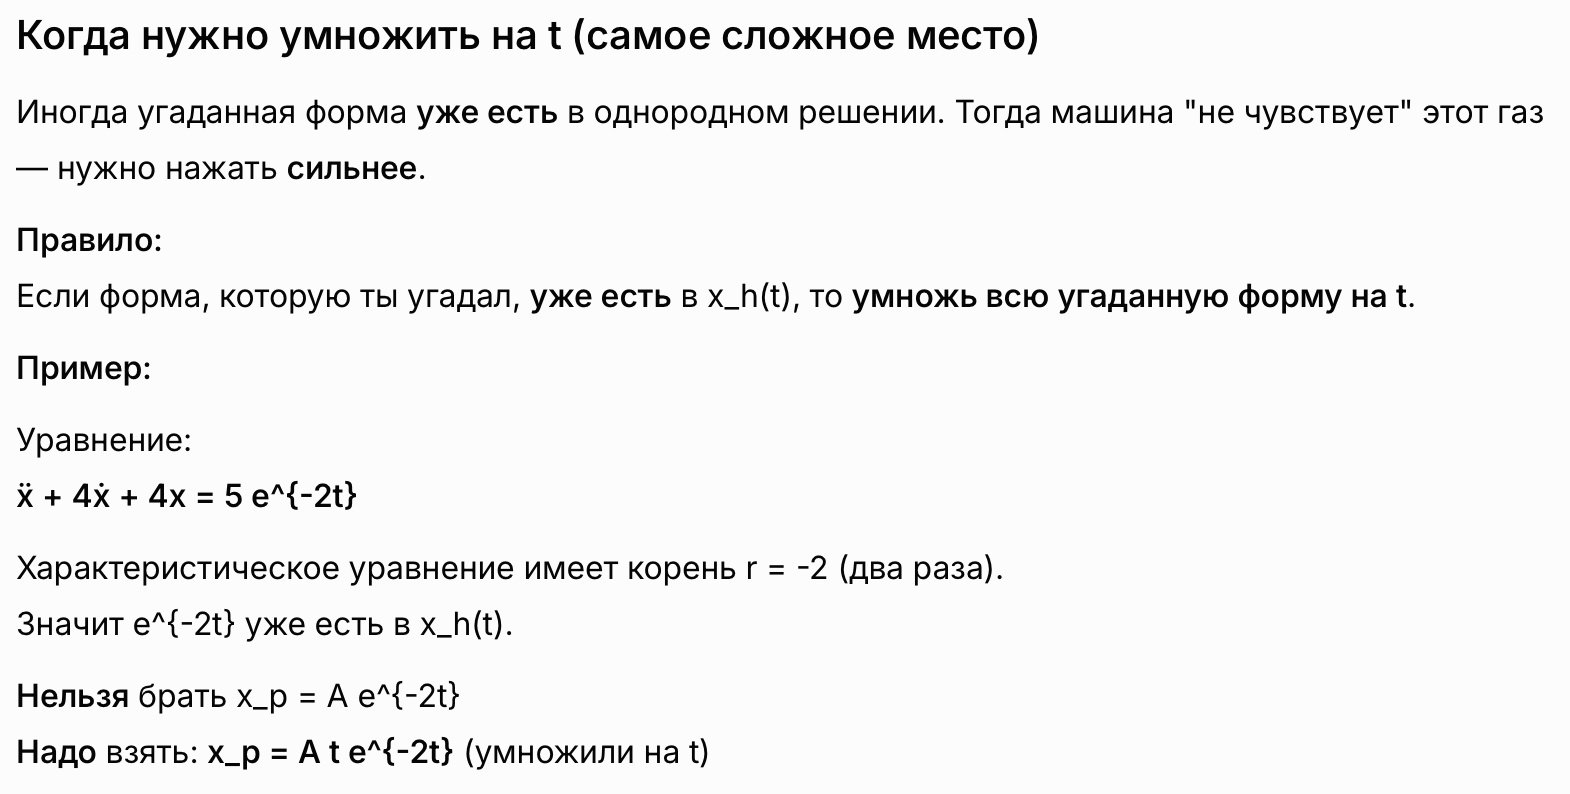 Когда нужно умножить на t (самое сложное место)
Иногда угаданная форма уже есть в однородном решении. Тогда машина "не чувствует" этот газ
— нужно нажать сильнее.
Правило:
Если форма, которую ты угадал, уже есть в x_h(t), то умножь всю угаданную форму на t.
Пример:
Уравнение:
ẍ + 4ẋ + 4x = 5 e^{-2t}
Характеристическое уравнение имеет корень r = -2 (два раза).
Значит e^{-2t} уже есть в x_h(t).
Нельзя брать x_p = A e^{-2t}
Надо взять: x_p = A t e^{-2t} (умножили на t)